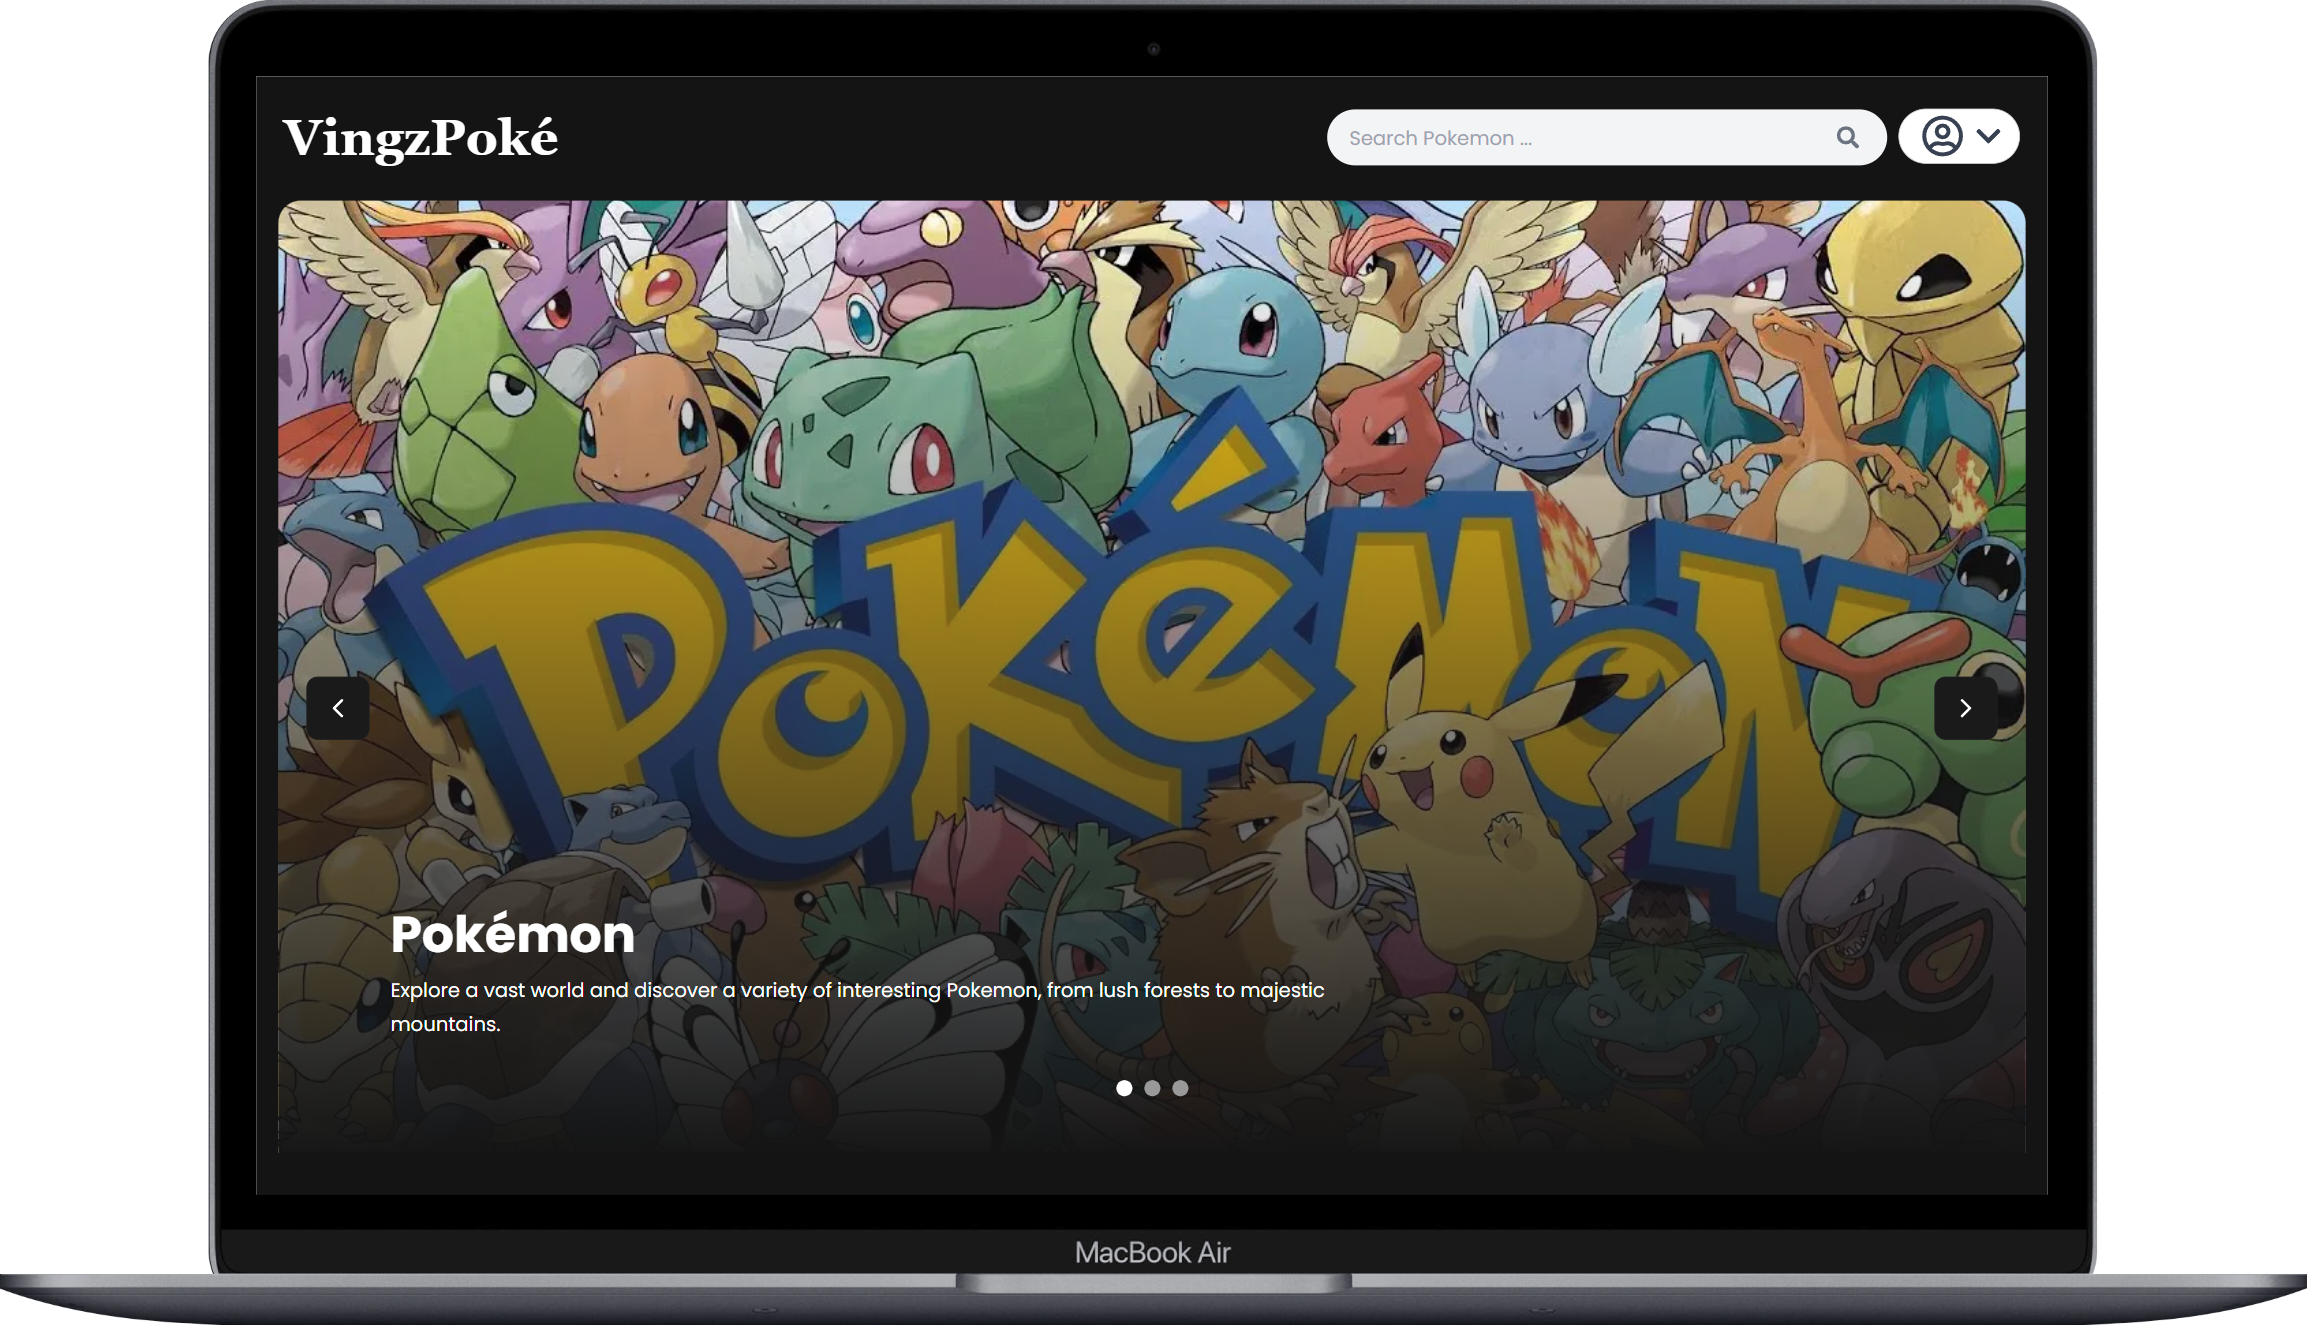 VingzPoké
Search Pokemon ...
POKéMON
Pokémon
Explore a vast world and discover a variety of interesting Pokemon, from lush forests to majestic
mountains.
MacBook Air